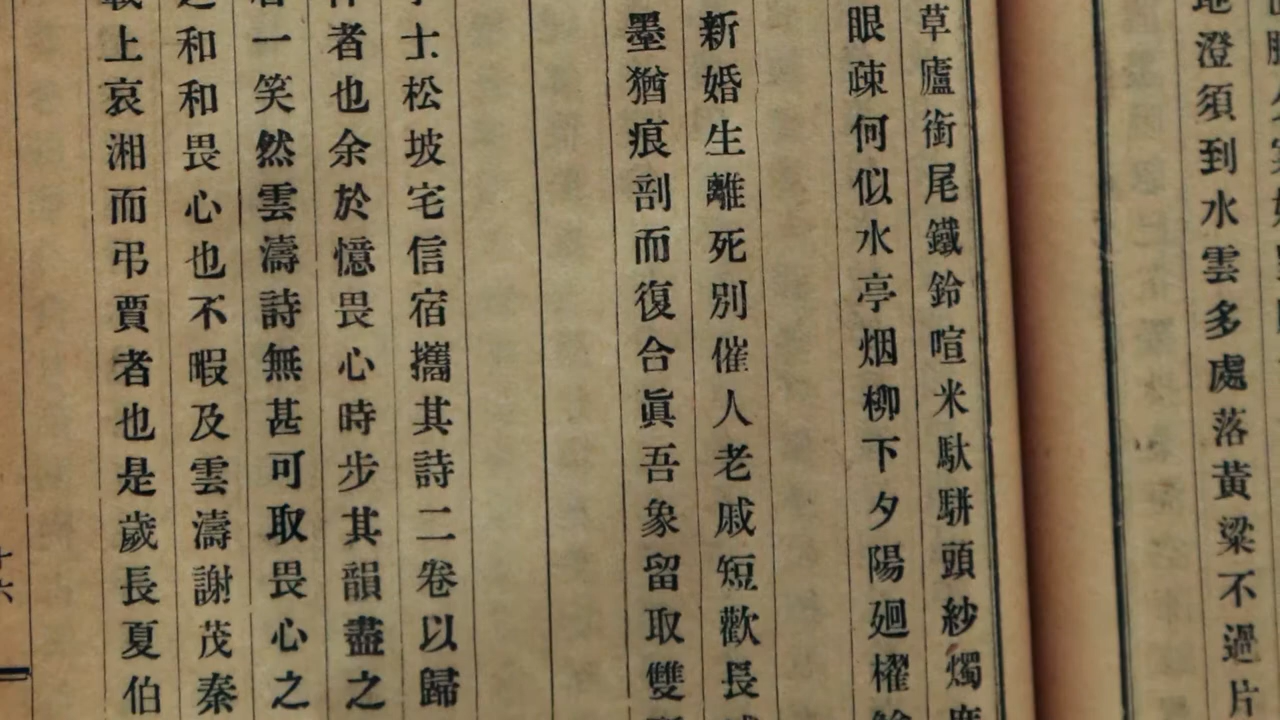 地澄須到水雲多處落黃粱不過片
草廬銜尾鐵鈴喧米馱駢頭紗燭
眼疎何似水亭烟柳下夕陽廻櫂
新婚生離死別催人老戚短歡長
墨猶痕剖而復合眞吾象留取雙
士松坡宅信宿攜其詩二卷以歸
者也余於憶畏心時步其韻盡之
一笑然雲濤詩無甚可取畏心之
和和畏心也不暇及雲濤謝茂秦
上哀湘而弔賈者也是歲長夏伯
十六